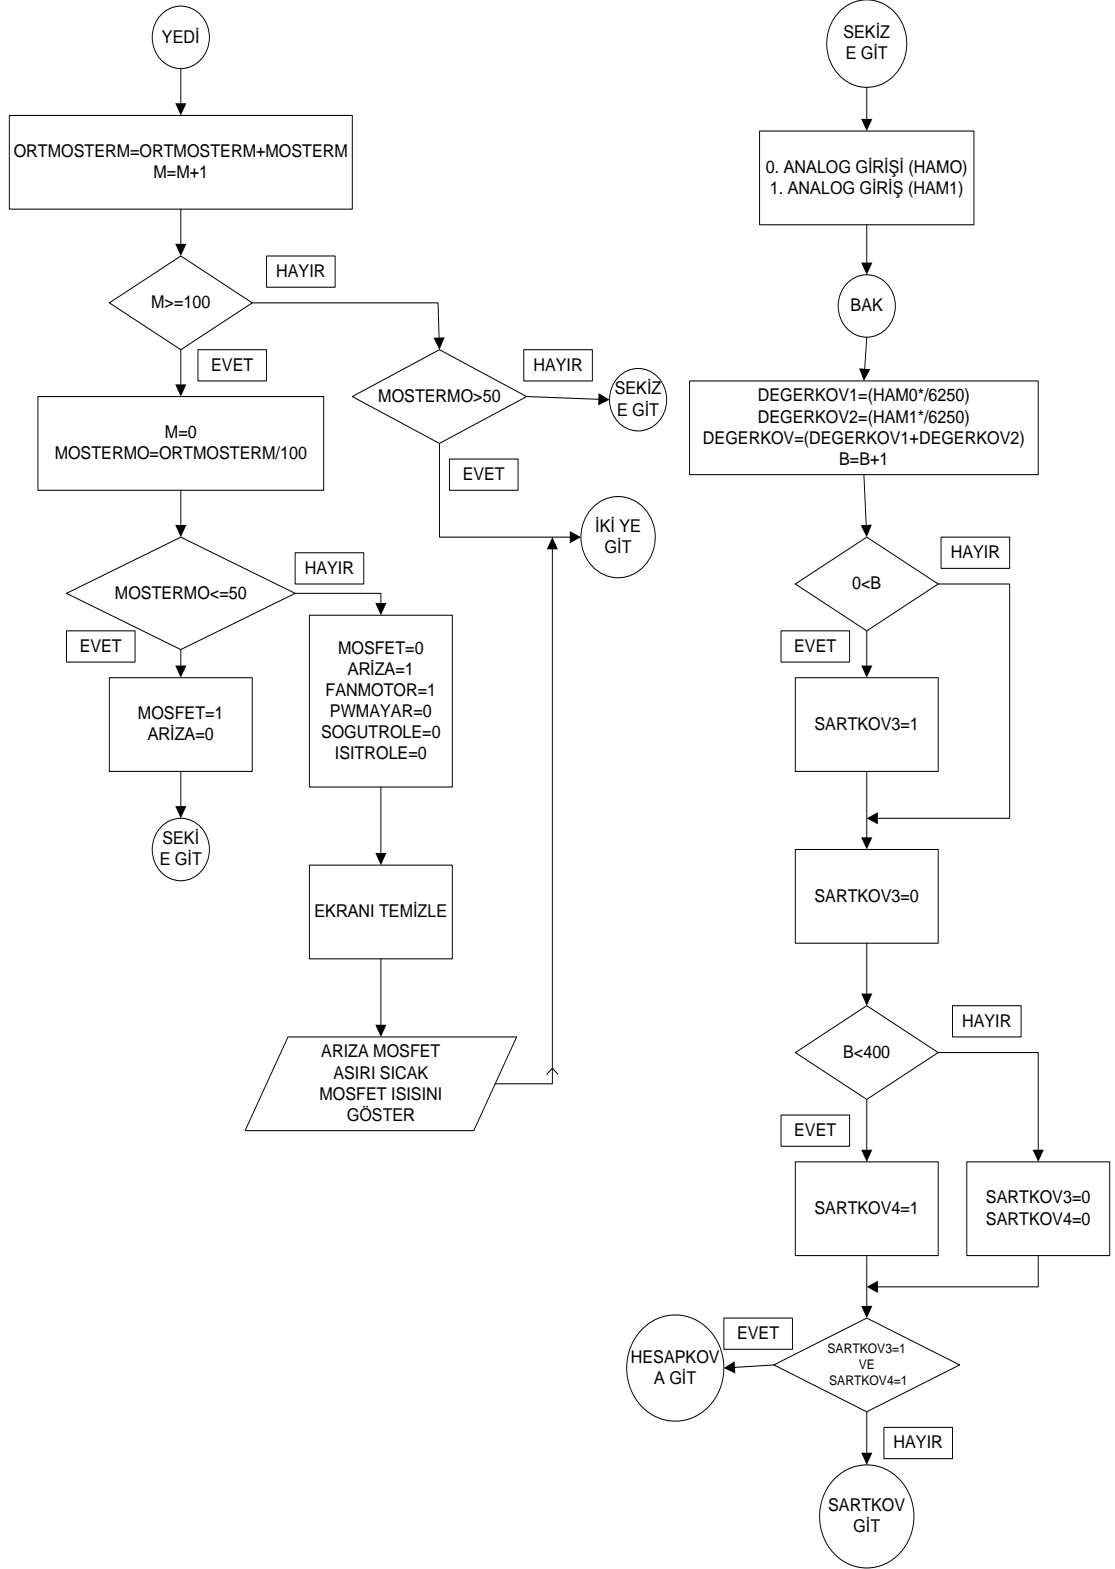 YEDİ
ORTMOSTERM=ORTMOSTERM+MOSTERM
M=M+1
HAYIR
M>=100
EVET
HAYIR
MOSTERMO>50
SEKİZ
E GİT
M=0
MOSTERMO=ORTMOSTERM/100
EVET
İKİ YE
GİT
HAYIR
MOSTERMO<=50
EVET
MOSFET=1
ARİZA=0
SEKİ
E GİT
MOSFET=0
ARİZA=1
FANMOTOR=1
PWMAYAR=0
SOGUTROLE=0
ISITROLE=0
EKRANI TEMİZLE
ARIZA MOSFET
ASIRI SICAK
MOSFET ISISINI
GÖSTER
SEKİZ
E GİT
0. ANALOG GİRİŞİ (HAMO)
1. ANALOG GİRİŞ (HAM1)
BAK
DEGERKOV1=(HAM0*/6250)
DEGERKOV2=(HAM1*/6250)
DEGERKOV=(DEGERKOV1+DEGERKOV2)
B=B+1
HAYIR
0<B
EVET
SARTKOV3=1
SARTKOV3=0
HAYIR
B<400
EVET
SARTKOV4=1
SARTKOV3=0
SARTKOV4=0
EVET
HESAPKOV
A GİT
SARTKOV3=1
VE
SARTKOV4=1
HAYIR
SARTKOV
GİT